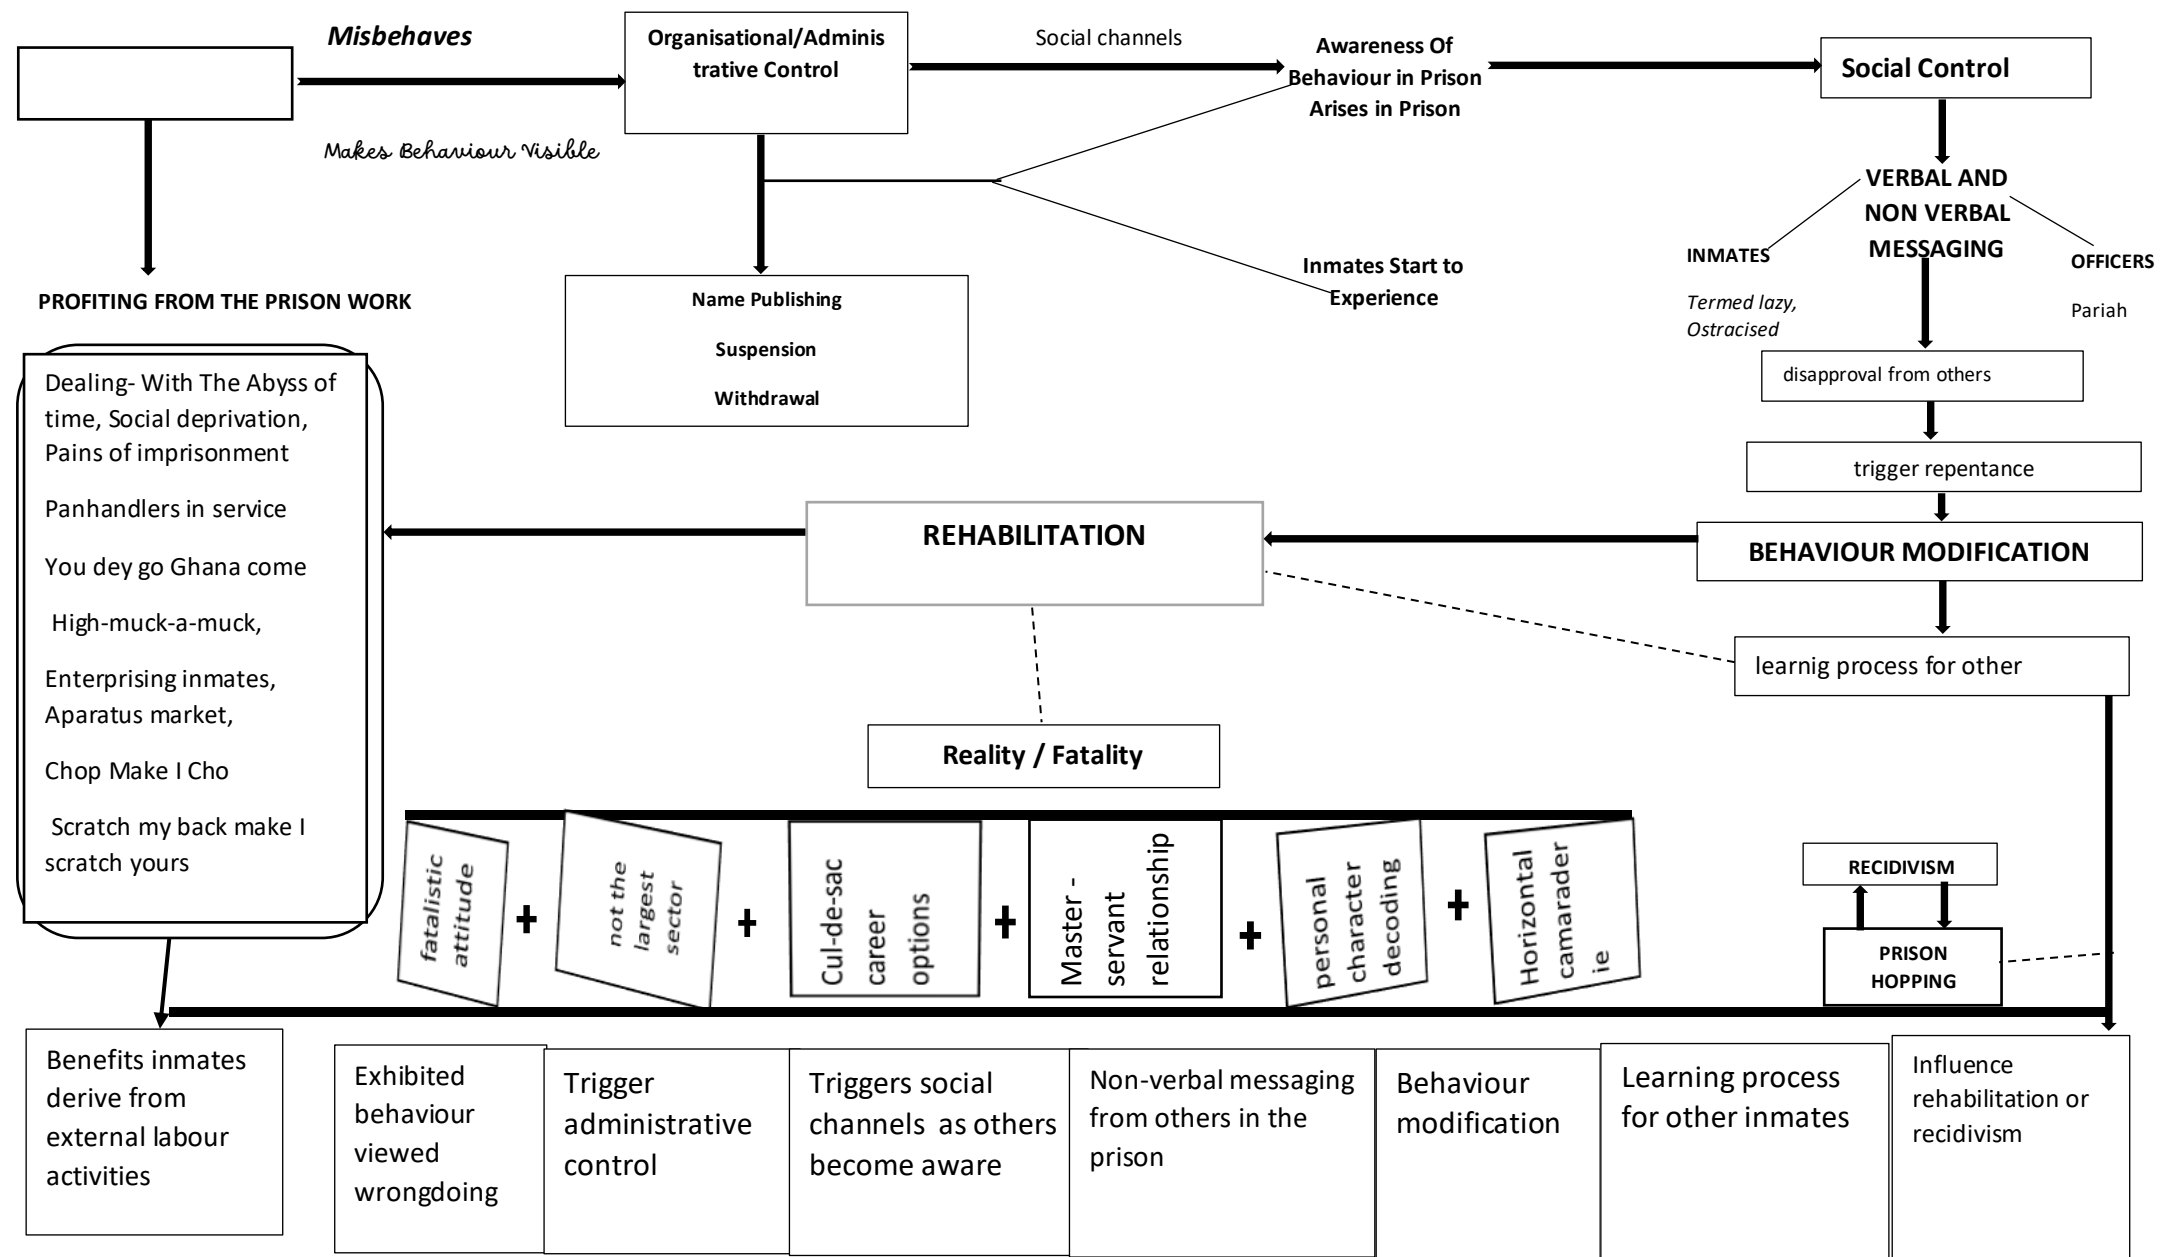 Misbehaves
Makes Behaviour Visible
Organisational/Adminis
trative Control
Social channels
Awareness Of
Behaviour in Prison
Arises in Prison
Social Control
VERBAL AND
NON VERBAL
MESSAGING
INMATES
Termed lazy,
Ostracised
OFFICERS
Pariah
Inmates Start to
Experience
Name Publishing
Suspension
Withdrawal
PROFITING FROM THE PRISON WORK
Dealing- With The Abyss of
time, Social deprivation,
Pains of imprisonment
Panhandlers in service
You dey go Ghana come
High-muck-a-muck,
Enterprising inmates,
Aparatus market,
Chop Make I Cho
Scratch my back make I
scratch yours
disapproval from others
trigger repentance
BEHAVIOUR MODIFICATION
REHABILITATION
learnig process for other
Reality / Fatality
fatalistic
attitude
+
not the
largest
sector
+
Cul-de-sac
career
options
+
Master -
servant
relationship
+
personal
character
decoding
+
Horizontal
camarader
ie
RECIDIVISM
PRISON
HOPPING
Benefits inmates
derive from
external labour
activities
Exhibited
behaviour
viewed
wrongdoing
Trigger
administrative
control
Triggers social
channels as others
become aware
Non-verbal messaging
from others in the
prison
Behaviour
modification
Learning process
for other inmates
Influence
rehabilitation or
recidivism